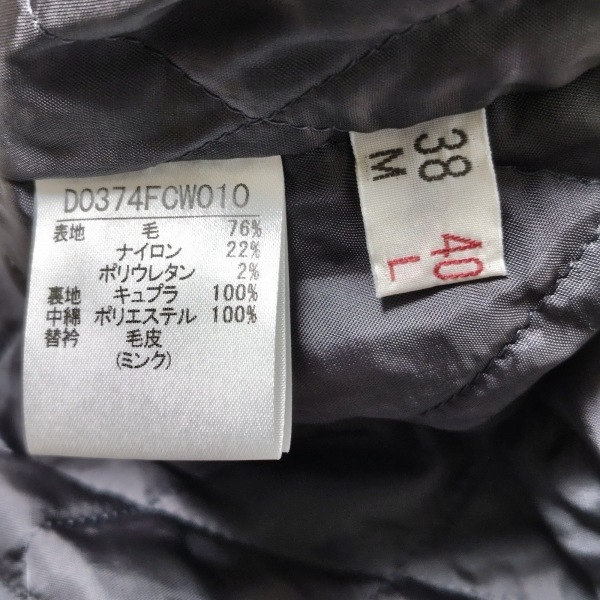 D0374FCW010
表地 毛 76%
ナイロン 22%
ポリウレタン 2%
裏地 キュプラ 100%
中綿 ポリエステル 100%
替衿 毛皮
(ミンク)
38
M
40
L